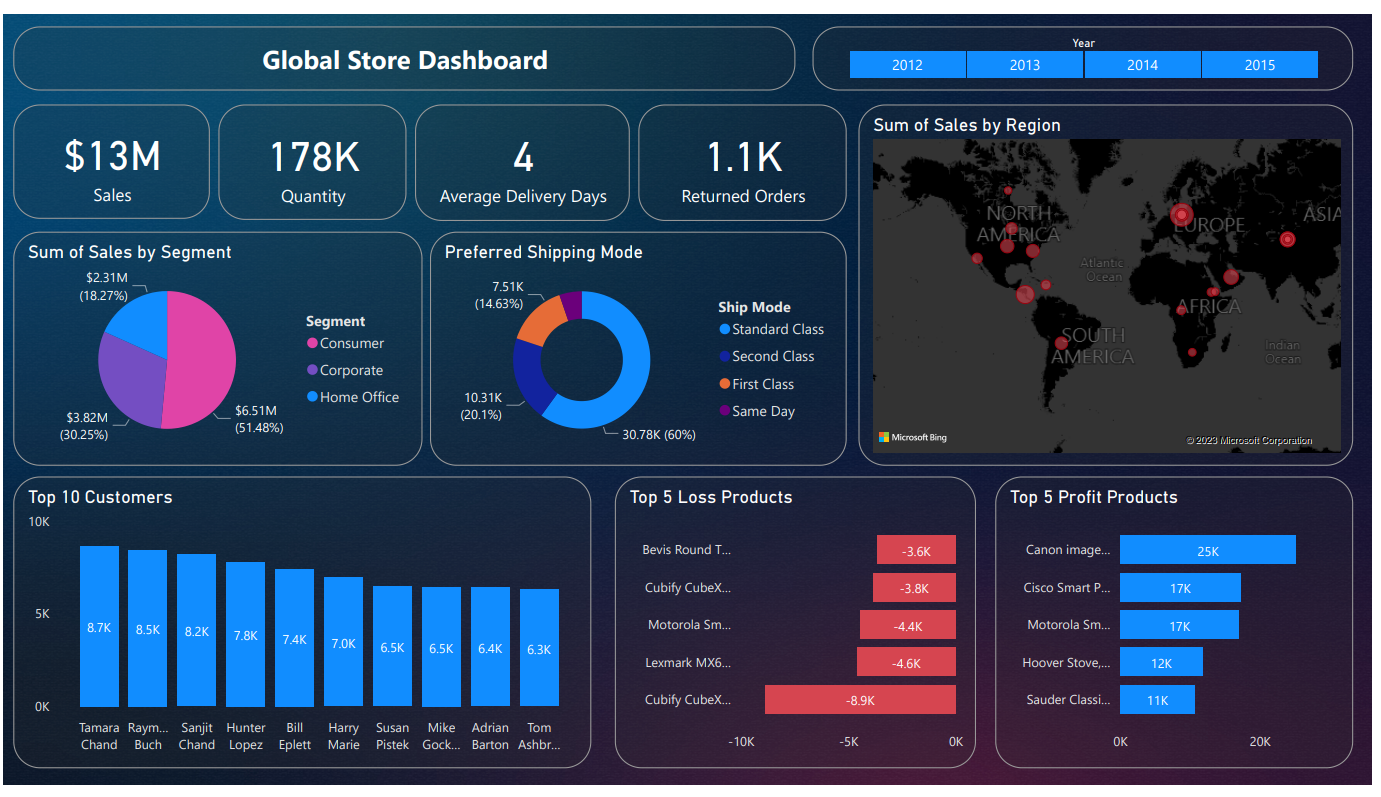 Global Store Dashboard
Year
2012
2013
2014
2015
$13M
Sales
178K
Quantity
4
Average Delivery Days
1.1K
Returned Orders
Sum of Sales by Region
NORTH
AMERICA
EUROPE
ASIA
Atlantic
Ocean
AFRICA
SOUTH
AMERICA
Indian
Ocean
Microsoft Bing
© 2023 Microsoft Corporation
Sum of Sales by Segment
$2.31M
(18.27%)
$3.82M
(30.25%)
$6.51M
(51.48%)
Segment
Consumer
Corporate
Home Office
Preferred Shipping Mode
7.51K
(14.63%)
10.31K
(20.1%)
30.78K (60%)
Ship Mode
Standard Class
Second Class
First Class
Same Day
Top 10 Customers
10K
5K
0K
8.7K
8.5K
8.2K
7.8K
7.4K
7.0K
6.5K
6.5K
6.4K
6.3K
Tamara
Chand
Raym...
Buch
Sanjit
Chand
Hunter
Lopez
Bill
Eplett
Harry
Marie
Susan
Pistek
Mike
Gock...
Adrian
Barton
Tom
Ashbr...
Top 5 Loss Products
Bevis Round T...
-3.6K
Cubify CubeX...
-3.8K
Motorola Sm...
-4.4K
Lexmark MX6...
-4.6K
Cubify CubeX...
-8.9K
-10K
-5K
0K
Top 5 Profit Products
Canon image...
25K
Cisco Smart P...
17K
Motorola Sm...
17K
Hoover Stove,...
12K
Sauder Classi...
11K
0K
20K